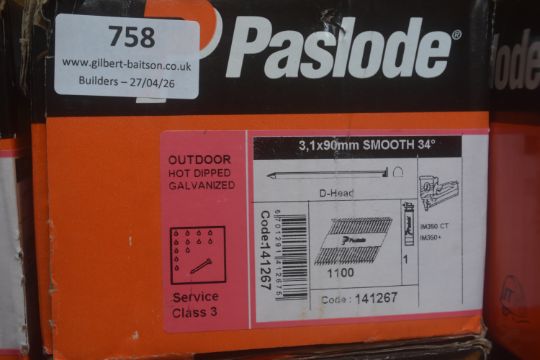 758
www.gilbert-baitson.co.uk
Builders – 27/04/26
Paslode®
lode
3,1x90mm SMOOTH 34°
OUTDOOR
HOT DIPPED
GALVANIZED
D-Head
Code:141267
Paslode
1100
1
IM350 CT
IM350+
Service
Class 3
Code: 141267